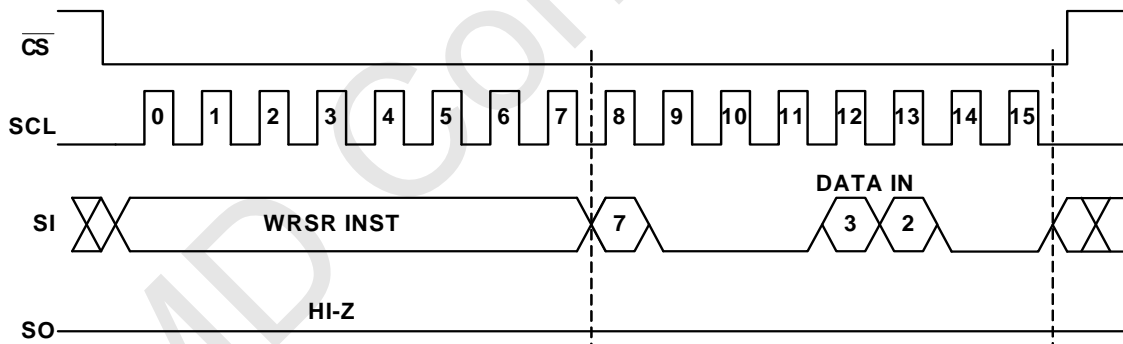 CS
SCL 0 1 2 3 4 5 6 7 8 9 10 11 12 13 14 15
DATA IN
SI WRSR INST 7 3 2
HI-Z
SO